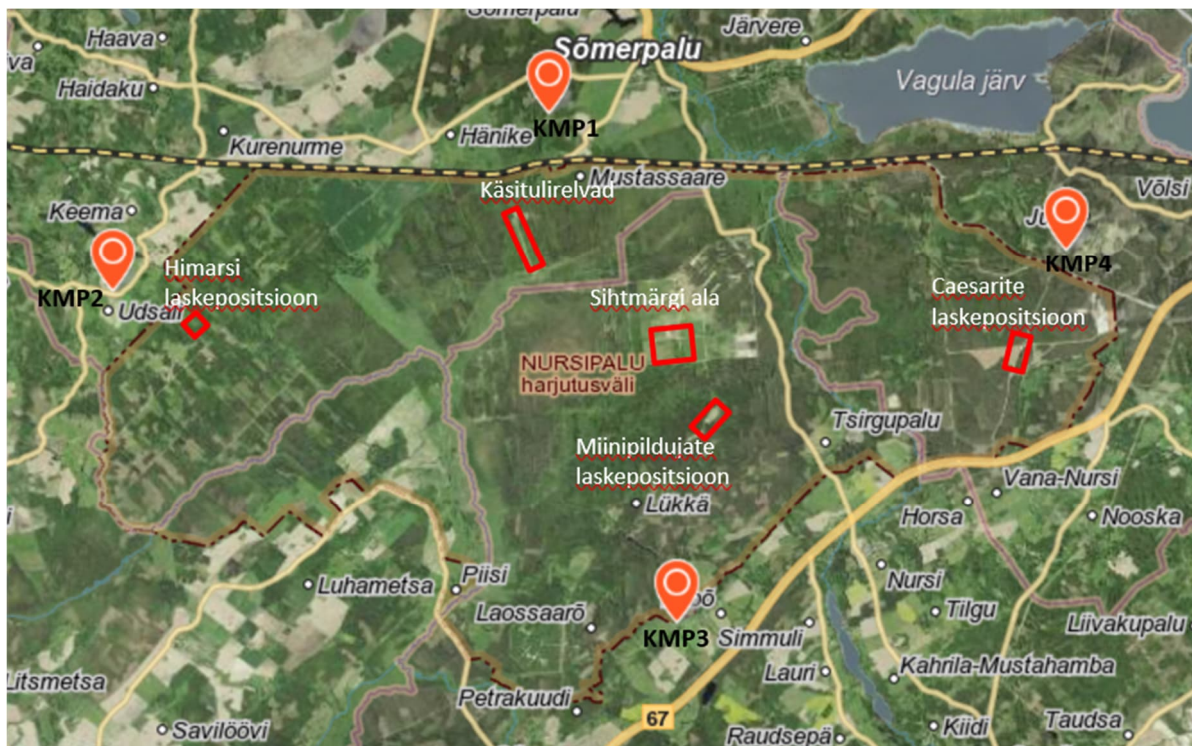 Sõmerpalu
Järvere
Haava
va
Sõmerpalu
Haidaku
Vagula järv
KMP1
Hänike
Kurenurme
Mustassaare
Käsitulirelvad
Võlsi
Keema
KMP4
Himarsi
laskepositsioon
KMP2
Udsali
Sihtmärgi ala
Caesarite
laskepositsioon
NURSIPALU
harjutusväli
Tsirgupalu
Miinipildujate
laskepositsioon
Lükkä
Vana-Nursi
Horsa
Nooska
Piisi
Luhametsa
Nursi
Laossaarõ
KMP3
Simmuli
Tilgu
Liivakupalu
Lauri
Kahrila-Mustahamba
Litsmetsa
Petrakuudi
67
Savilöövi
Raudsepä
Kiidi
Taudsa